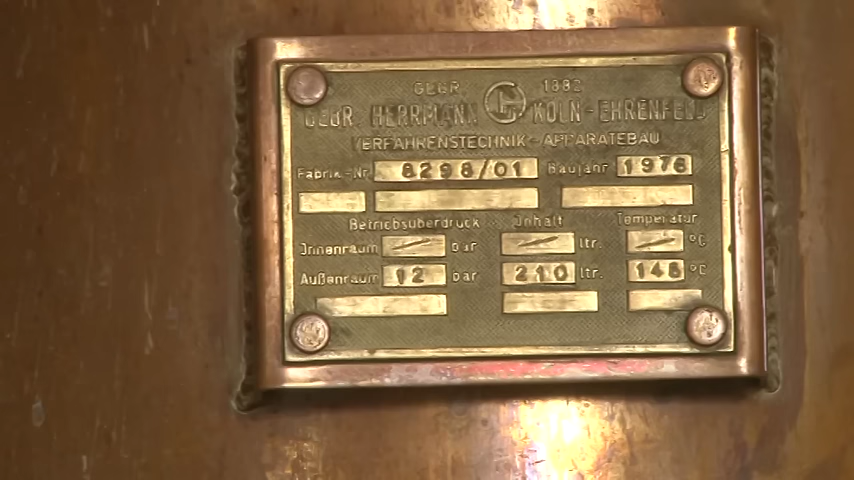 GEGR. 1882
GEBR. HERRMANN KÖLN-EHRENFELD
VERFAHRENSTECHNIK-APPARATEBAU
Fabrik-Nr. 8298/01 Baujahr 1976
Betriebsüberdruck Inhalt Temperatur
Innenraum — bar — ltr. — °C
Außenraum 12 bar 210 ltr. 148 °C